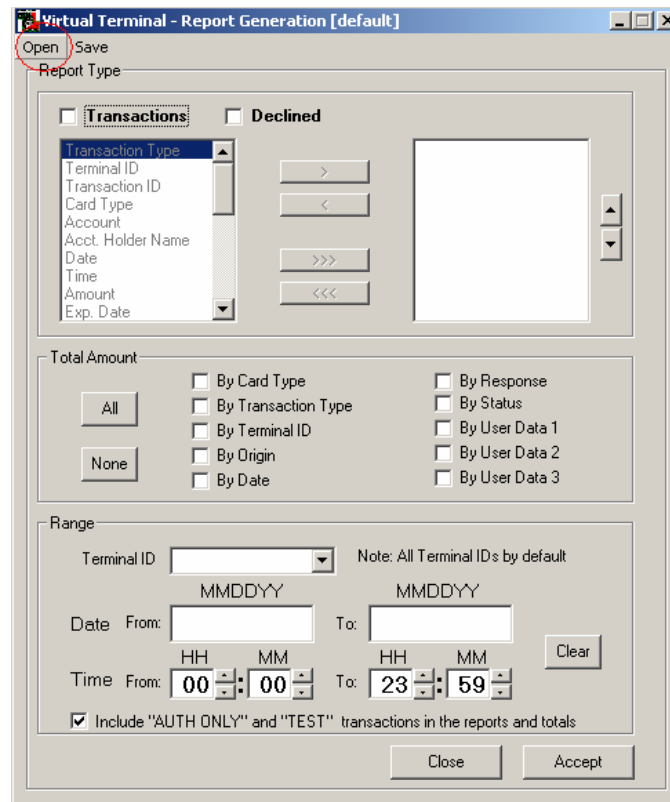 Virtual Terminal - Report Generation [default]
Open Save
Report Type
Transactions Declined
Transaction Type
Terminal ID
Transaction ID
Card Type
Account
Acct. Holder Name
Date
Time
Amount
Exp. Date
>
<
>>>
<<<
Total Amount
All
None
By Card Type
By Transaction Type
By Terminal ID
By Origin
By Date
By Response
By Status
By User Data 1
By User Data 2
By User Data 3
Range
Terminal ID Note: All Terminal IDs by default
MMDDYY MMDDYY
Date From: To:
HH MM HH MM
Time From: 00 : 00 To: 23 : 59
Clear
Include "AUTH ONLY" and "TEST" transactions in the reports and totals
Close Accept